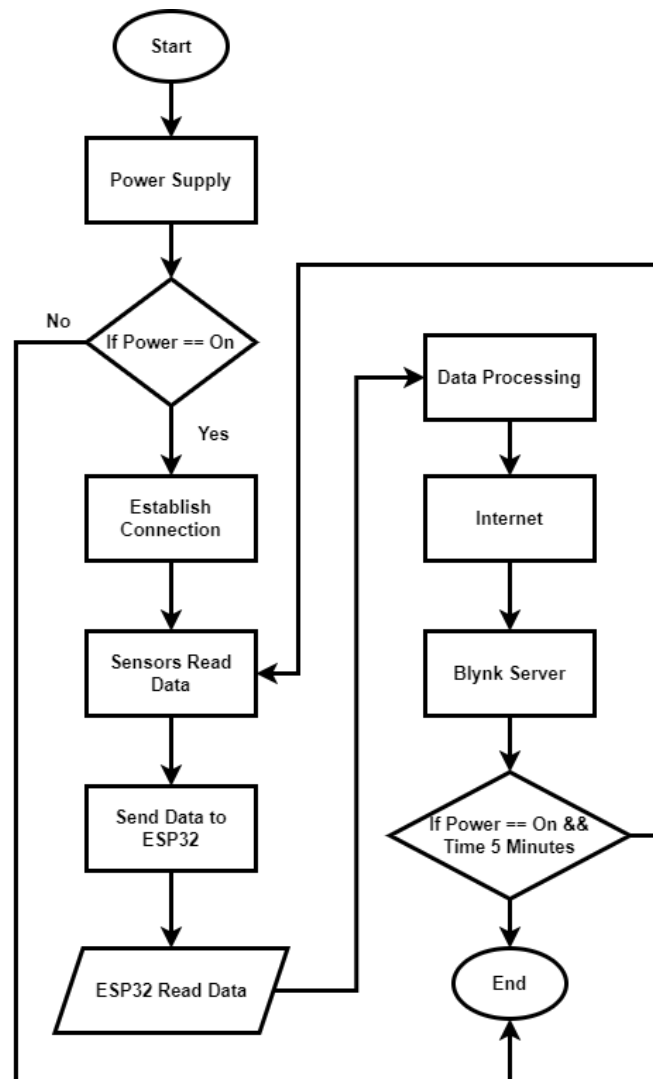 Start
Power Supply
No
If Power == On
Yes
Establish
Connection
Sensors Read
Data
Send Data to
ESP32
ESP32 Read Data
Data Processing
Internet
Blynk Server
If Power == On &&
Time 5 Minutes
End